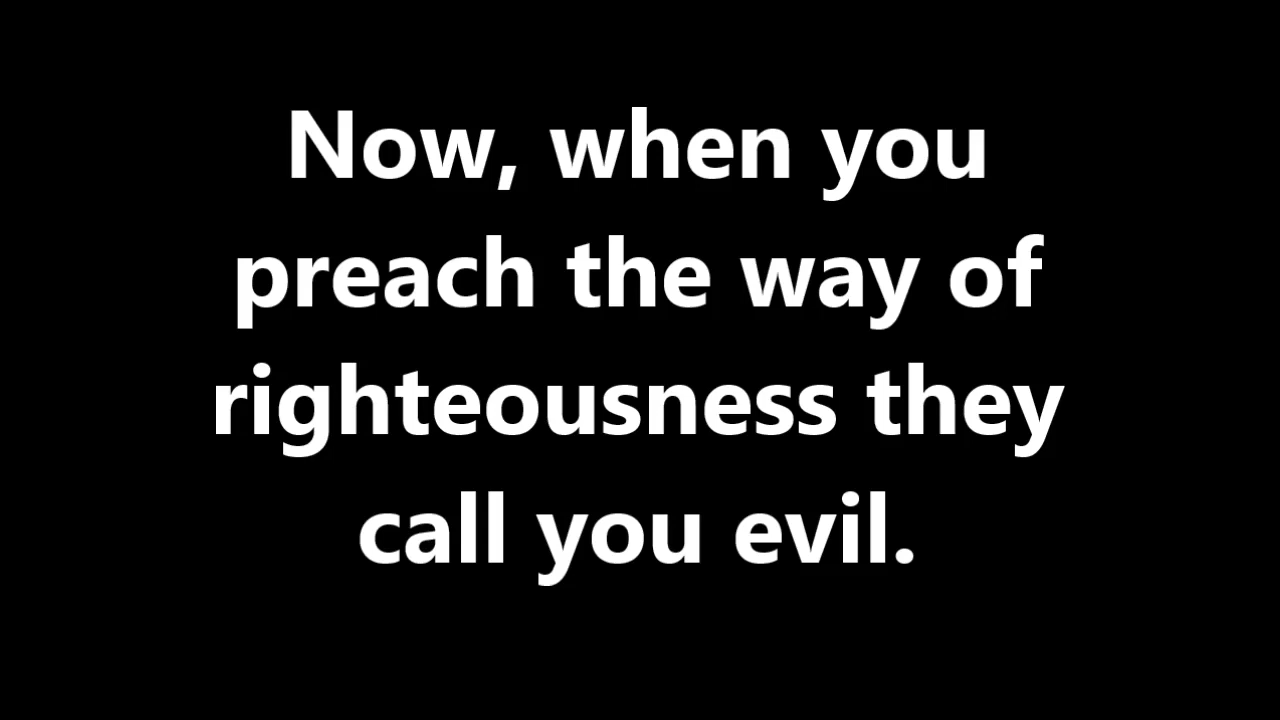 Now, when you
preach the way of
righteousness they
call you evil.